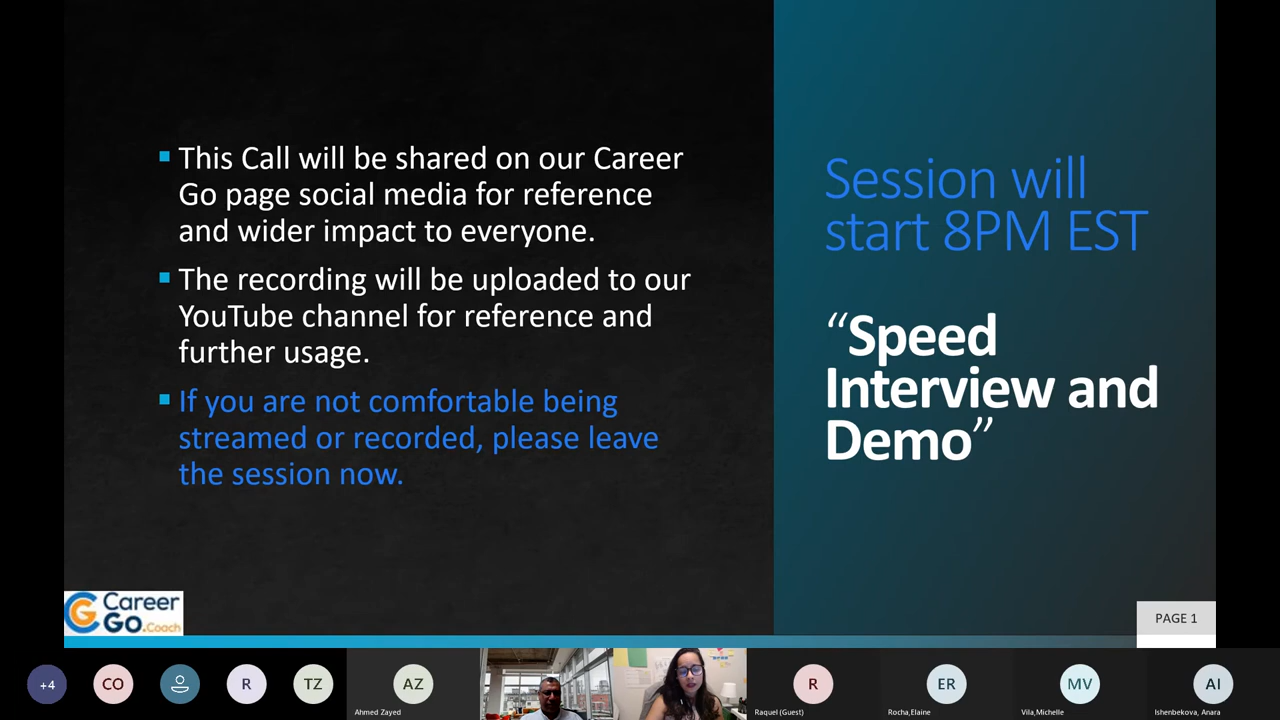 This Call will be shared on our Career
Go page social media for reference
and wider impact to everyone.
The recording will be uploaded to our
YouTube channel for reference and
further usage.
If you are not comfortable being
streamed or recorded, please leave
the session now.
Session will
start 8PM EST
“Speed
Interview and
Demo”
Career
Go.Coach
PAGE 1
+4
CO
R
TZ
AZ
Ahmed Zayed
R
Raquel (Guest)
ER
Rocha,Elaine
MV
Vila,Michelle
AI
Ishenbekova, Anara